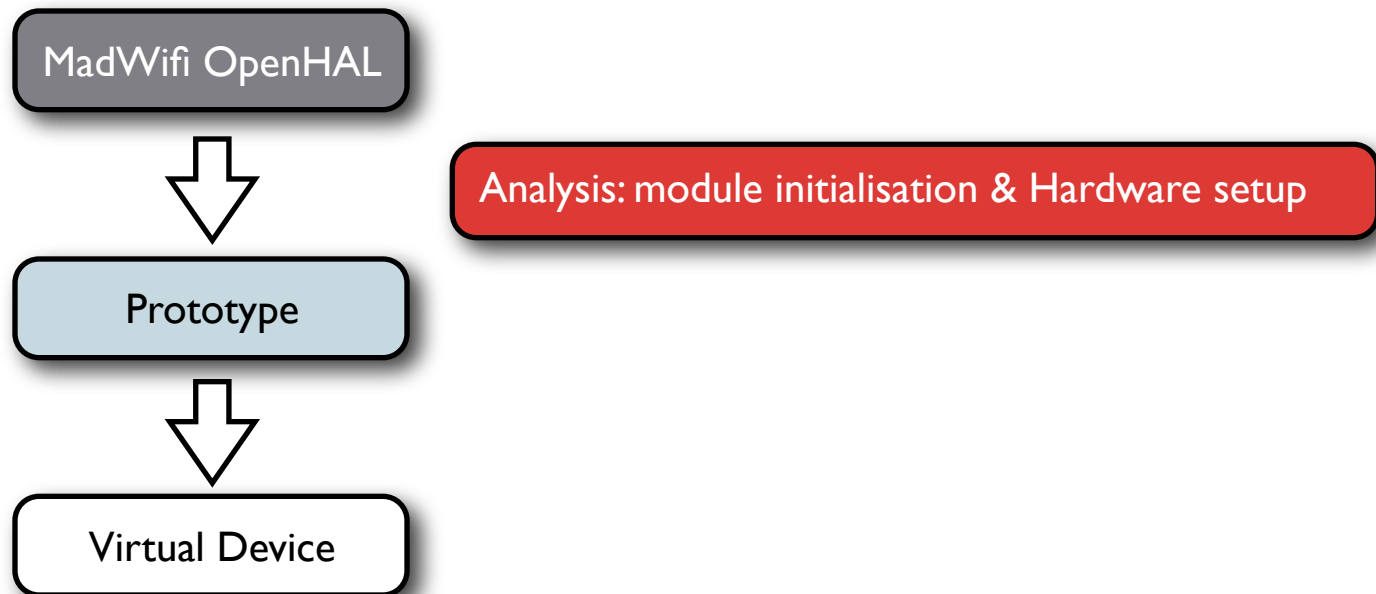 MadWifi OpenHAL
Analysis: module initialisation & Hardware setup
Prototype
Virtual Device